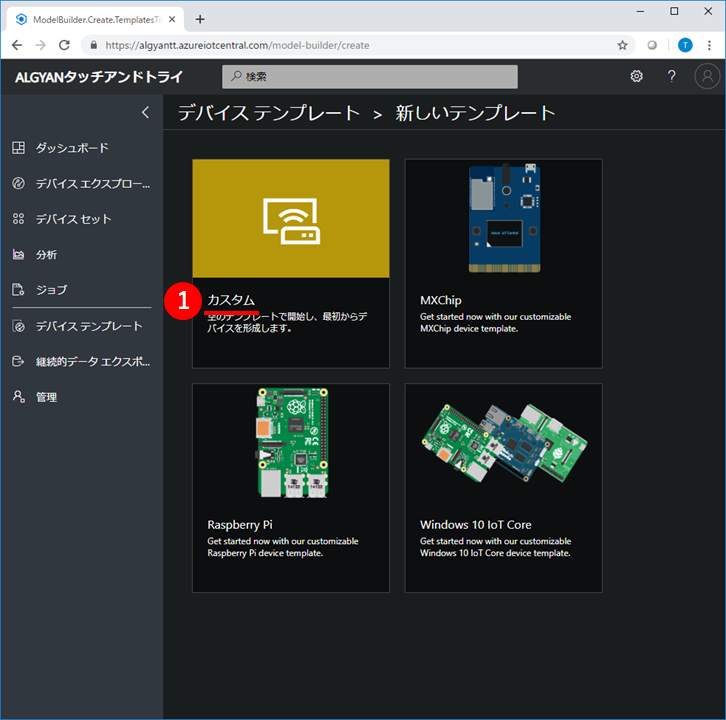 ModelBuilder.Create.TemplatesTi
https://algyantt.azureiotcentral.com/model-builder/create
T
ALGYANタッチアンドトライ
検索
?
デバイス テンプレート > 新しいテンプレート
ダッシュボード
デバイス エクスプロー...
デバイス セット
分析
ジョブ
デバイス テンプレート
継続的データ エクスポ...
管理
1
カスタム
空のテンプレートで開始し、最初からデ
バイスを形成します。
MXChip
Get started now with our customizable
MXChip device template.
Raspberry Pi
Get started now with our customizable
Raspberry Pi device template.
Windows 10 IoT Core
Get started now with our customizable
Windows 10 IoT Core device template.